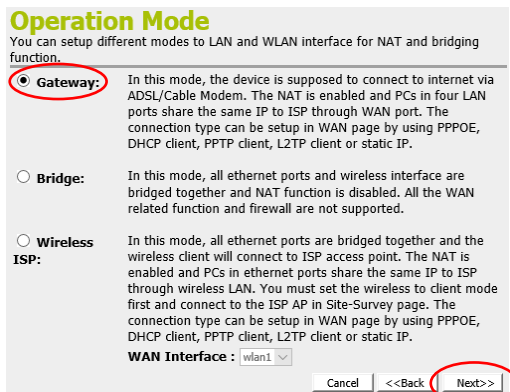 Operation Mode
You can setup different modes to LAN and WLAN interface for NAT and bridging
function.
Gateway: In this mode, the device is supposed to connect to internet via
ADSL/Cable Modem. The NAT is enabled and PCs in four LAN
ports share the same IP to ISP through WAN port. The
connection type can be setup in WAN page by using PPPOE,
DHCP client, PPTP client, L2TP client or static IP.
Bridge: In this mode, all ethernet ports and wireless interface are
bridged together and NAT function is disabled. All the WAN
related function and firewall are not supported.
Wireless In this mode, all ethernet ports are bridged together and the
ISP: wireless client will connect to ISP access point. The NAT is
enabled and PCs in ethernet ports share the same IP to ISP
through wireless LAN. You must set the wireless to client mode
first and connect to the ISP AP in Site-Survey page. The
connection type can be setup in WAN page by using PPPOE,
DHCP client, PPTP client, L2TP client or static IP.
WAN Interface : wlan1
Cancel <<Back Next>>